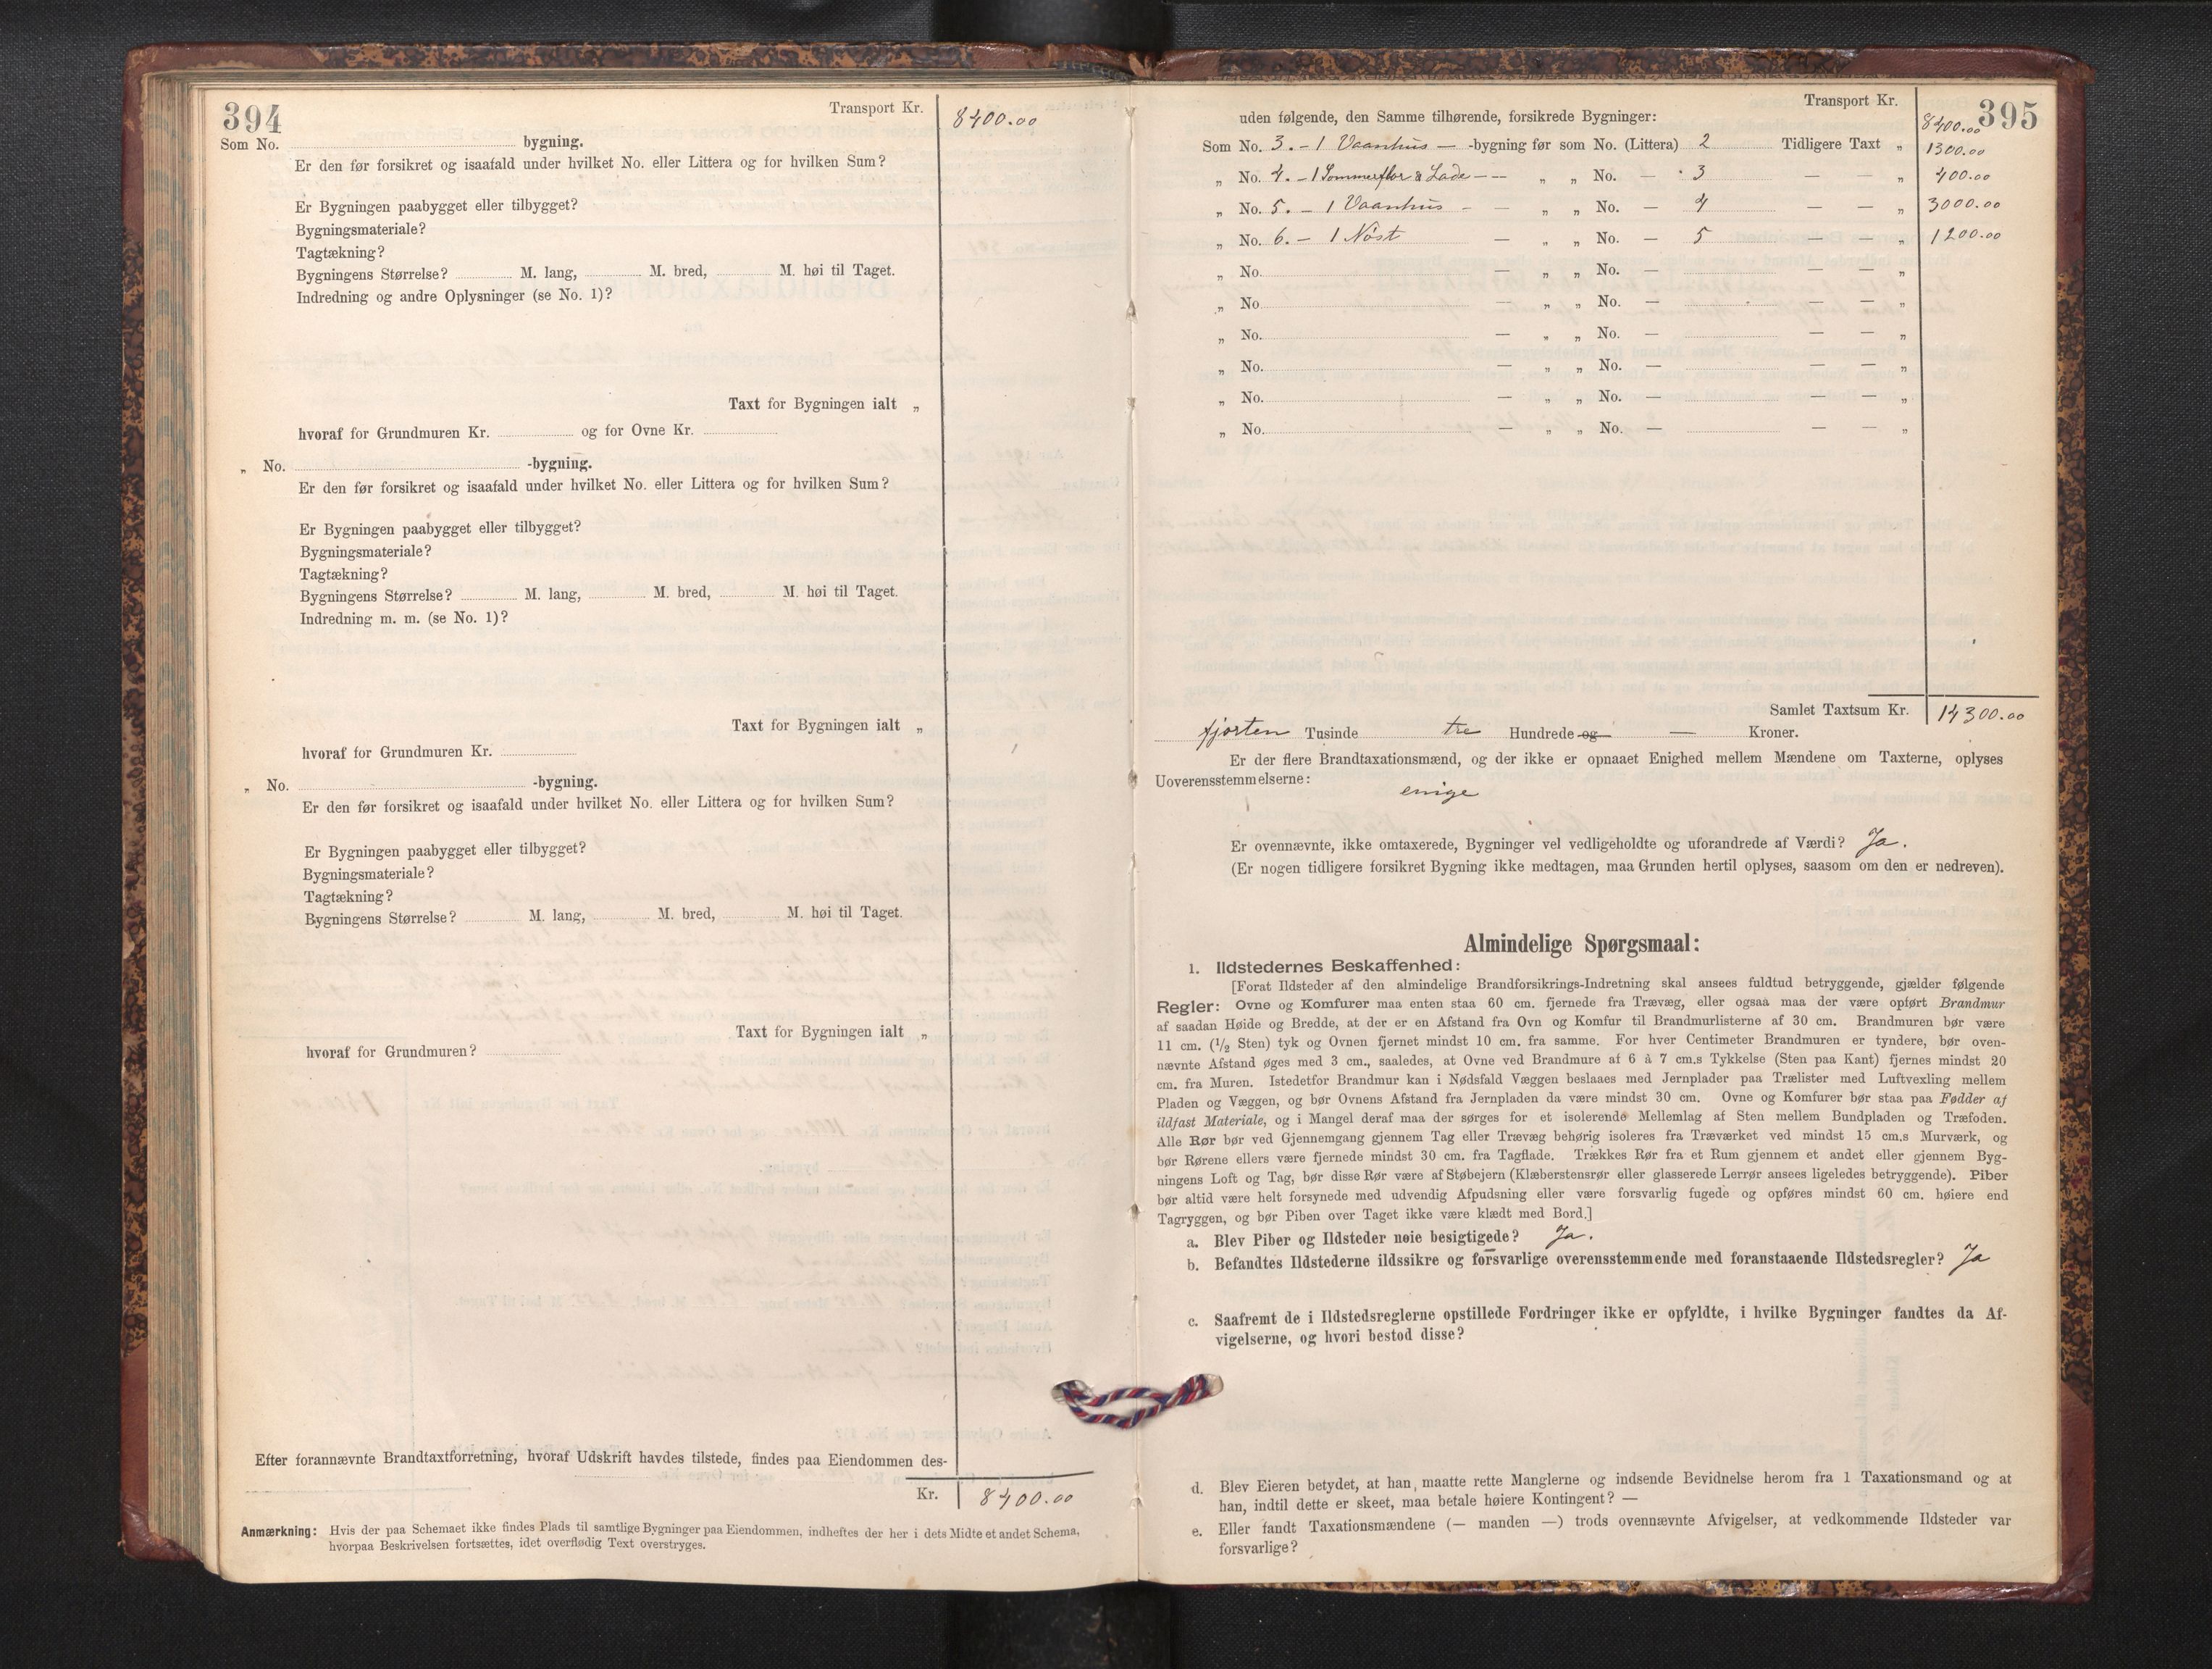 394
Transport Kr. 8400.00
Som No. bygning.
Er den før forsikret og isaafald under hvilket No. eller Littera og for hvilken Sum?
Er Bygningen paabygget eller tilbygget?
Bygningsmateriale?
Tagtækning?
Bygningens Størrelse? M. lang, M. bred, M. høi til Taget.
Indredning og andre Oplysninger (se No. 1)?
Taxt for Bygningen ialt „
hvoraf for Grundmuren Kr. og for Ovne Kr.
„ No. -bygning.
Er den før forsikret og isaafald under hvilket No. eller Littera og for hvilken Sum?
Er Bygningen paabygget eller tilbygget?
Bygningsmateriale?
Tagtækning?
Bygningens Størrelse? M. lang, M. bred, M. høi til Taget.
Indredning m. m. (se No. 1)?
Taxt for Bygningen ialt „
hvoraf for Grundmuren Kr.
„ No. -bygning.
Er den før forsikret og isaafald under hvilket No. eller Littera og for hvilken Sum?
Er Bygningen paabygget eller tilbygget?
Bygningsmateriale?
Tagtækning?
Bygningens Størrelse? M. lang, M. bred, M. høi til Taget.
Taxt for Bygningen ialt „
hvoraf for Grundmuren?
Efter forannævnte Brandtaxtforretning, hvoraf Udskrift havdes tilstede, findes paa Eiendommen des-
Kr. 8400.00
Anmærkning: Hvis der paa Schemaet ikke findes Plads til samtlige Bygninger paa Eiendommen, indheftes der her i dets Midte et andet Schema,
hvorpaa Beskrivelsen fortsættes, idet overflødig Text overstryges.
395
Transport Kr. 8400.00
uden følgende, den Samme tilhørende, forsikrede Bygninger:
Som No. 3. - 1 Vaanhus — -bygning før som No. (Littera) 2 Tidligere Taxt „ 1300.00
„ No. 4. - 1 Sommerflor & Lade — — „ „ No. — 3 — — „ 400.00
„ No. 5. - 1 Vaanhus - — „ „ No. — 4 — — „ 3000.00
„ No. 6. - 1 Nöst — „ „ No. — 5 — — „ 1200.00
„ No. — „ „ No. — — — „
„ No. — „ „ No. — — — „
„ No. — „ „ No. — — — „
„ No. — „ „ No. — — — „
„ No. — „ „ No. — — — „
„ No. — „ „ No. — — — „
Samlet Taxtsum Kr. 14300.00
fjorten Tusinde tre Hundrede og — Kroner.
Er der flere Brandtaxationsmænd, og der ikke er opnaaet Enighed mellem Mændene om Taxterne, oplyses
Uoverensstemmelserne:
enige
Er ovennævnte, ikke omtaxerede, Bygninger vel vedligeholdte og uforandrede af Værdi? Ja.
(Er nogen tidligere forsikret Bygning ikke medtagen, maa Grunden hertil oplyses, saasom om den er nedreven).
Almindelige Spørgsmaal:
1. Ildstedernes Beskaffenhed:
[Forat Ildsteder af den almindelige Brandforsikrings-Indretning skal ansees fuldtud betryggende, gjælder følgende
Regler: Ovne og Komfurer maa enten staa 60 cm. fjernede fra Trævæg, eller ogsaa maa der være opført Brandmur
af saadan Høide og Bredde, at der er en Afstand fra Ovn og Komfur til Brandmurlisterne af 30 cm. Brandmuren bør være
11 cm. (1/2 Sten) tyk og Ovnen fjernet mindst 10 cm. fra samme. For hver Centimeter Brandmuren er tyndere, bør oven-
nævnte Afstand øges med 3 cm., saaledes, at Ovne ved Brandmure af 6 à 7 cm.s Tykkelse (Sten paa Kant) fjernes mindst 20
cm. fra Muren. Istedetfor Brandmur kan i Nødsfald Væggen beslaaes med Jernplader paa Trælister med Luftvexling mellem
Pladen og Væggen, og bør Ovnens Afstand fra Jernpladen da være mindst 30 cm. Ovne og Komfurer bør staa paa Fødder af
ildfast Materiale, og i Mangel deraf maa der sørges for et isolerende Mellemlag af Sten mellem Bundpladen og Træfoden.
Alle Rør bør ved Gjennemgang gjennem Tag eller Trævæg behørig isoleres fra Træværket ved mindst 15 cm.s Murværk, og
bør Rørene ellers være fjernede mindst 30 cm. fra Tagflade. Trækkes Rør fra et Rum gjennem et andet eller gjennem Byg-
ningens Loft og Tag, bør disse Rør være af Støbejern (Klæberstensrør eller glasserede Lerrør ansees ligeledes betryggende). Piber
bør altid være helt forsynede med udvendig Afpudsning eller være forsvarlig fugede og opføres mindst 60 cm. høiere end
Tagryggen, og bør Piben over Taget ikke være klædt med Bord.]
a. Blev Piber og Ildsteder nøie besigtigede? Ja.
b. Befandtes Ildstederne ildssikre og forsvarlige overensstemmende med foranstaaende Ildstedsregler? Ja
c. Saafremt de i Ildstedsreglerne opstillede Fordringer ikke er opfyldte, i hvilke Bygninger fandtes da Af-
vigelserne, og hvori bestod disse?
d. Blev Eieren betydet, at han maatte rette Manglerne og indsende Bevidnelse herom fra 1 Taxationsmand og at
han, indtil dette er skeet, maa betale høiere Kontingent? —
e. Eller fandt Taxationsmændene (— manden —) trods ovennævnte Afvigelser, at vedkommende Ildsteder var
forsvarlige?